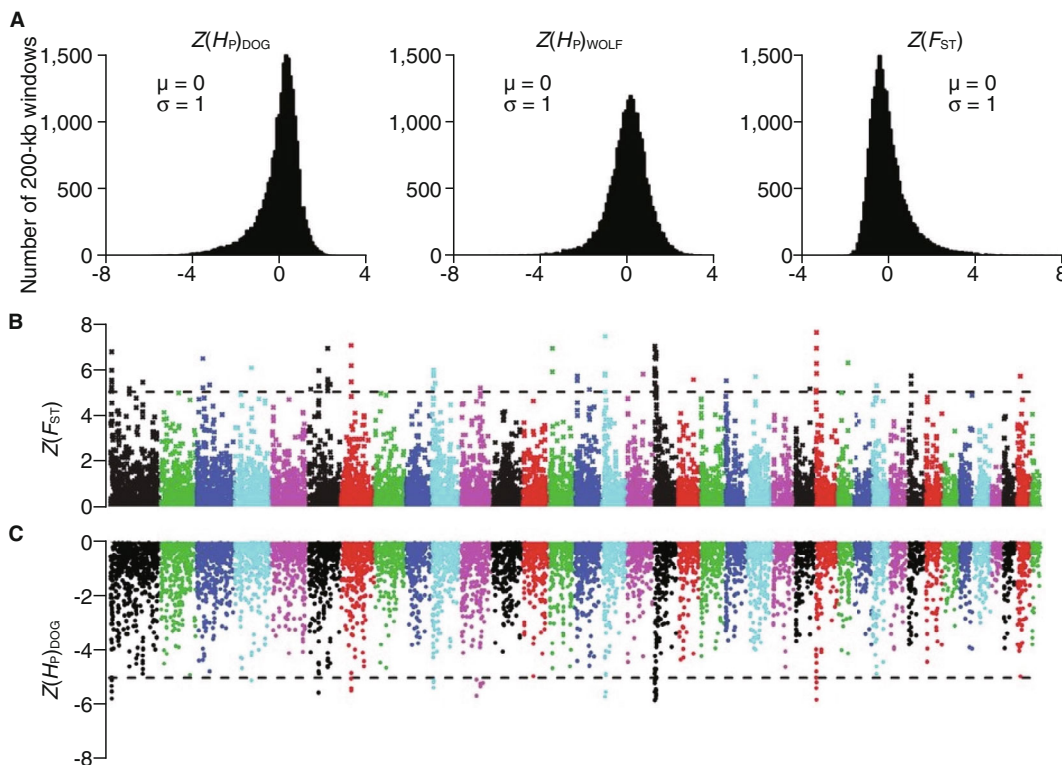 A
Z(HP)DOG
Z(HP)WOLF
Z(FST)
Number of 200-kb windows
1,500
1,000
500
0
μ = 0
σ = 1
-8
-4
0
4
1,500
1,000
500
0
μ = 0
σ = 1
-8
-4
0
4
1,500
1,000
500
0
μ = 0
σ = 1
-4
0
4
8
B
Z(FST)
8
6
4
2
0
C
Z(HP)DOG
0
-2
-4
-6
-8